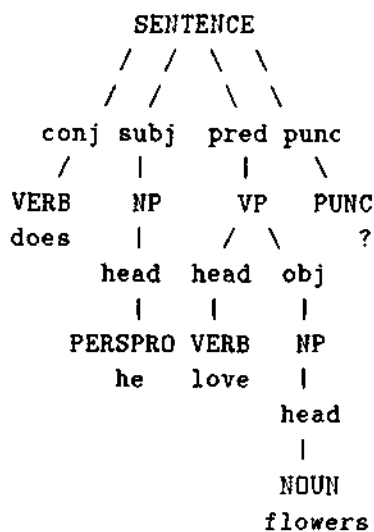 SENTENCE
/ / \ \
/ / \ \
conj subj pred punc
/ | | \
VERB NP VP PUNC
does | / \ ?
head head obj
| | |
PERSPRO VERB NP
he love |
head
|
NOUN
flowers